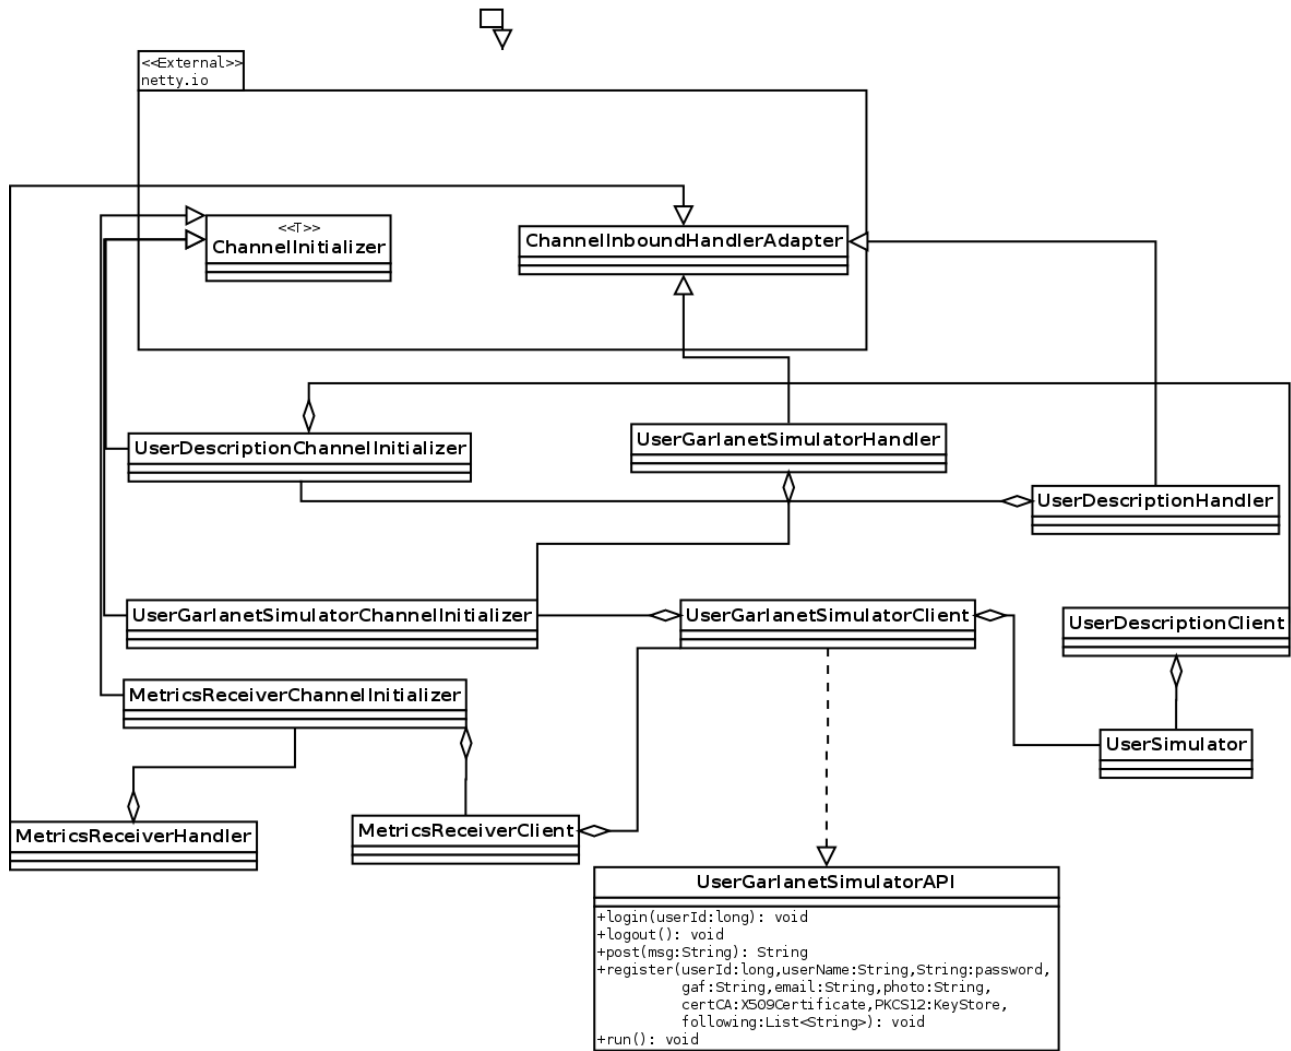 <<External>>
netty.io
<<T>>
ChannelInitializer
ChannelInboundHandlerAdapter
UserDescriptionChannelInitializer
UserGarlanetSimulatorHandler
UserDescriptionHandler
UserGarlanetSimulatorChannelInitializer
UserGarlanetSimulatorClient
UserDescriptionClient
MetricsReceiverChannelInitializer
UserSimulator
MetricsReceiverHandler
MetricsReceiverClient
UserGarlanetSimulatorAPI
+login(userId:long): void
+logout(): void
+post(msg:String): String
+register(userId:long,userName:String,String:password,
gaf:String,email:String,photo:String,
certCA:X509Certificate,PKCS12:KeyStore,
following:List<String>): void
+run(): void